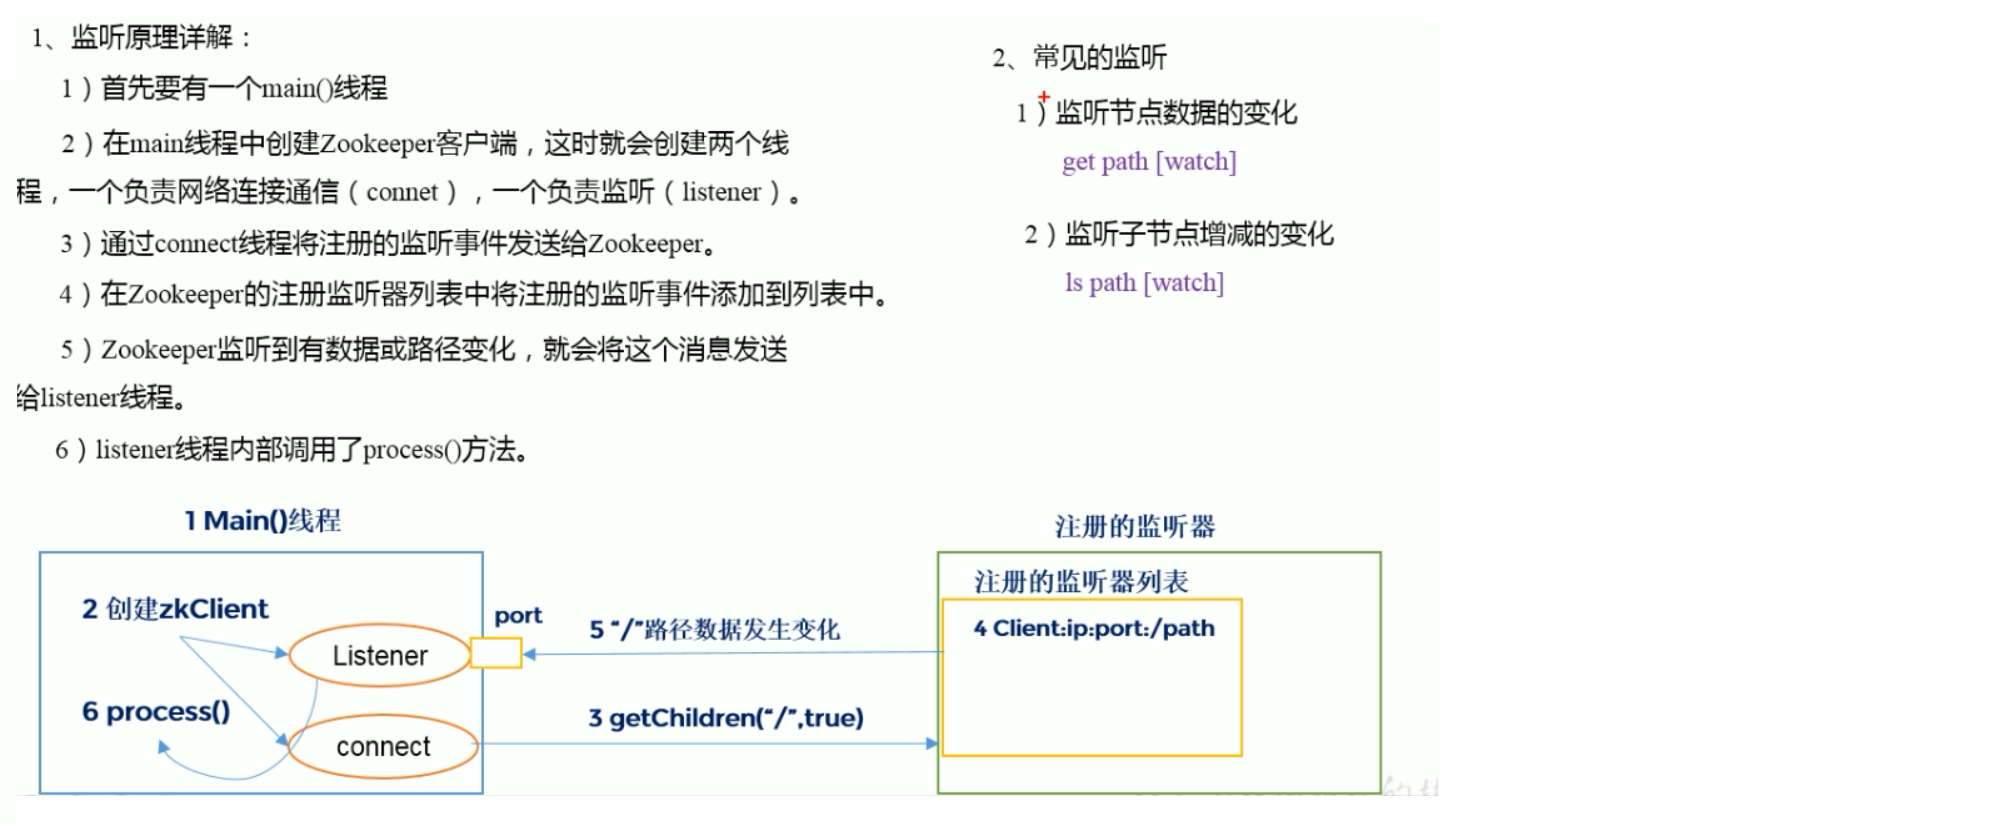 1、监听原理详解：
1）首先要有一个main()线程
2）在main线程中创建Zookeeper客户端，这时就会创建两个线
程，一个负责网络连接通信（connet），一个负责监听（listener）。
3）通过connect线程将注册的监听事件发送给Zookeeper。
4）在Zookeeper的注册监听器列表中将注册的监听事件添加到列表中。
5）Zookeeper监听到有数据或路径变化，就会将这个消息发送
给listener线程。
6）listener线程内部调用了process()方法。
2、常见的监听
1）监听节点数据的变化
get path [watch]
2）监听子节点增减的变化
ls path [watch]
1 Main()线程
2 创建zkClient
Listener
port
6 process()
connect
5 “/”路径数据发生变化
3 getChildren(“/”,true)
注册的监听器
注册的监听器列表
4 Client:ip:port:/path